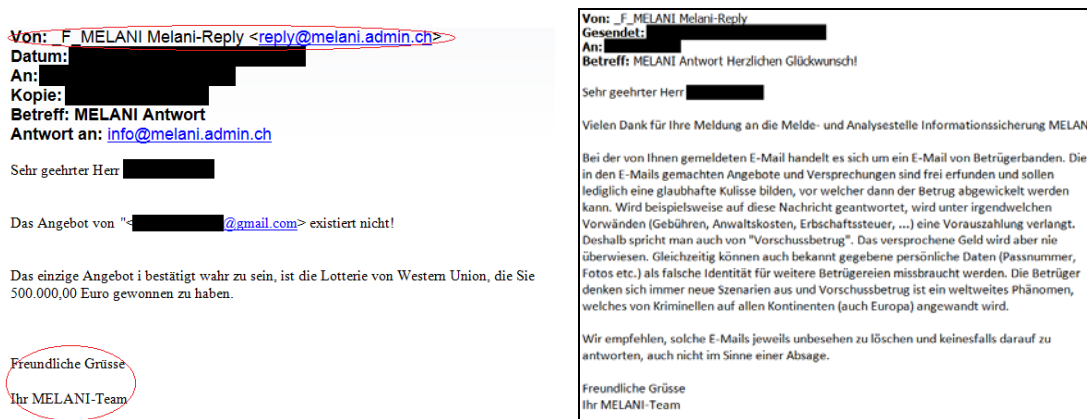 Von: _F_MELANI Melani-Reply <reply@melani.admin.ch>
Datum:
An:
Kopie:
Betreff: MELANI Antwort
Antwort an: info@melani.admin.ch
Sehr geehrter Herr
Das Angebot von "< @gmail.com> existiert nicht!
Das einzige Angebot i bestätigt wahr zu sein, ist die Lotterie von Western Union, die Sie
500.000,00 Euro gewonnen zu haben.
Freundliche Grüsse
Ihr MELANI-Team
Von: _F_MELANI Melani-Reply
Gesendet:
An:
Betreff: MELANI Antwort Herzlichen Glückwunsch!
Sehr geehrter Herr
Vielen Dank für Ihre Meldung an die Melde- und Analysestelle Informationssicherung MELAN
Bei der von Ihnen gemeldeten E-Mail handelt es sich um ein E-Mail von Betrügerbanden. Die
in den E-Mails gemachten Angebote und Versprechungen sind frei erfunden und sollen
lediglich eine glaubhafte Kulisse bilden, vor welcher dann der Betrug abgewickelt werden
kann. Wird beispielsweise auf diese Nachricht geantwortet, wird unter irgendwelchen
Vorwänden (Gebühren, Anwaltskosten, Erbschaftssteuer, ...) eine Vorauszahlung verlangt.
Deshalb spricht man auch von "Vorschussbetrug". Das versprochene Geld wird aber nie
überwiesen. Gleichzeitig können auch bekannt gegebene persönliche Daten (Passnummer,
Fotos etc.) als falsche Identität für weitere Betrügereien missbraucht werden. Die Betrüger
denken sich immer neue Szenarien aus und Vorschussbetrug ist ein weltweites Phänomen,
welches von Kriminellen auf allen Kontinenten (auch Europa) angewandt wird.
Wir empfehlen, solche E-Mails jeweils unbesehen zu löschen und keinesfalls darauf zu
antworten, auch nicht im Sinne einer Absage.
Freundliche Grüsse
Ihr MELANI-Team